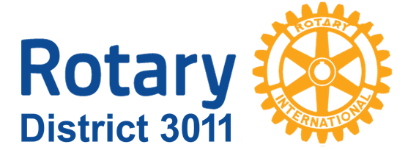 Rotary
District 3011
ROTARY
INTERNATIONAL